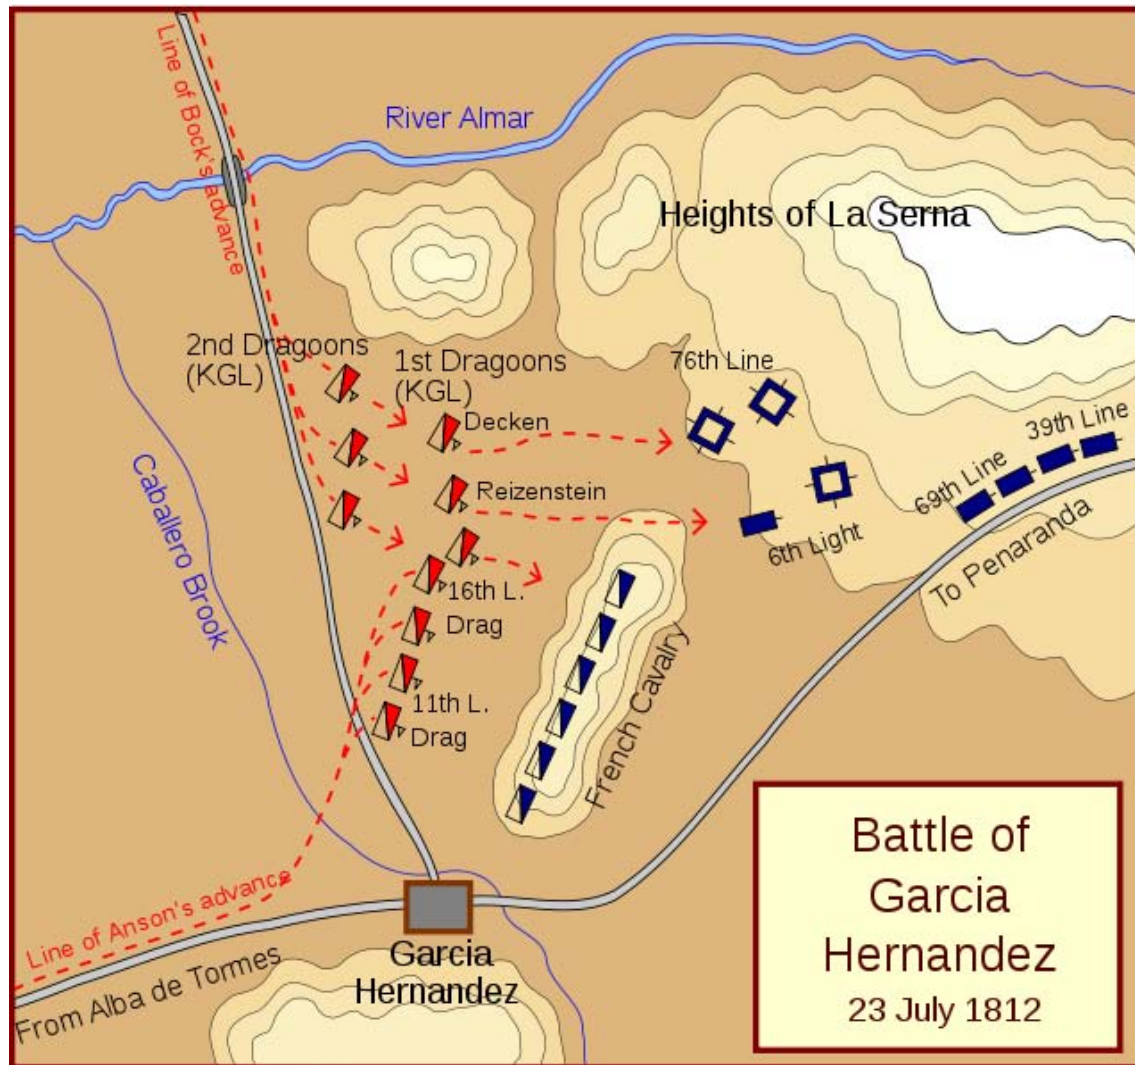 Line of Bock's advance
River Almar
Heights of La Serna
2nd Dragoons
(KGL)
1st Dragoons
(KGL)
76th Line
Decken
39th Line
Reizenstein
69th Line
6th Light
To Penaranda
Caballero Brook
16th L.
Drag
11th L.
Drag
French Cavalry
Line of Anson's advance
From Alba de Tormes
Garcia
Hernandez
Battle of
Garcia
Hernandez
23 July 1812